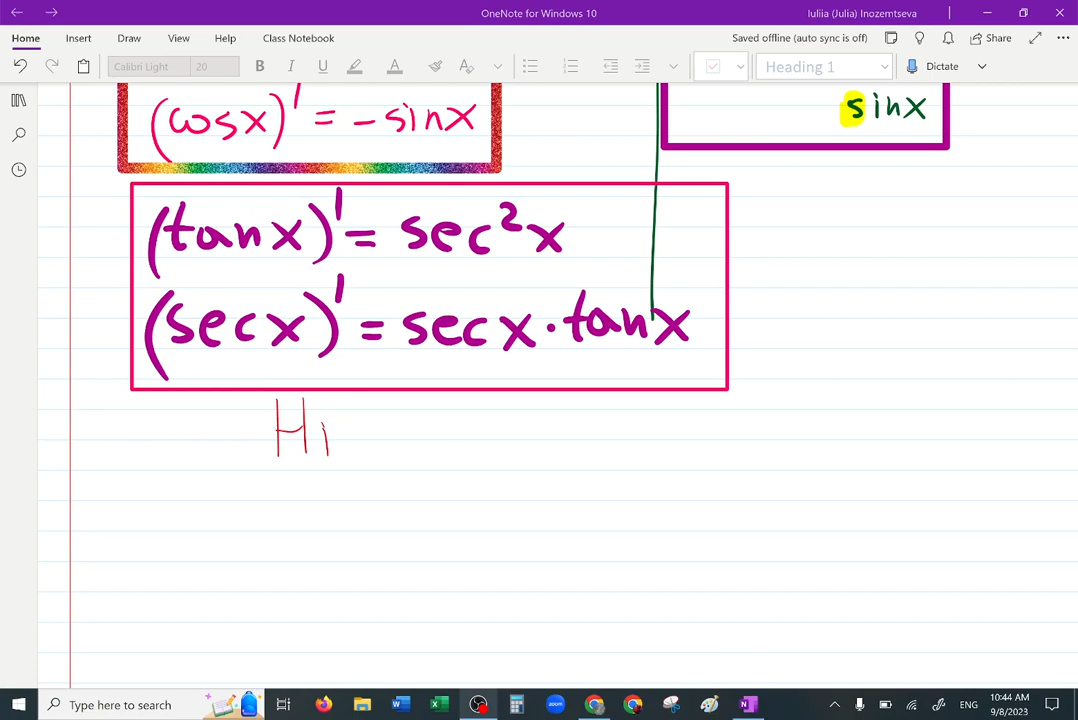 OneNote for Windows 10
Iuliia (Julia) Inozemtseva
Home Insert Draw View Help Class Notebook
Saved offline (auto sync is off)
Share
Calibri Light 20 B I U A Heading 1 Dictate
(cosx)' = -sinx
sinx
(tanx)' = sec²x
(secx)' = secx·tanx
Hi
Type here to search
zoom
ENG
10:44 AM
9/8/2023